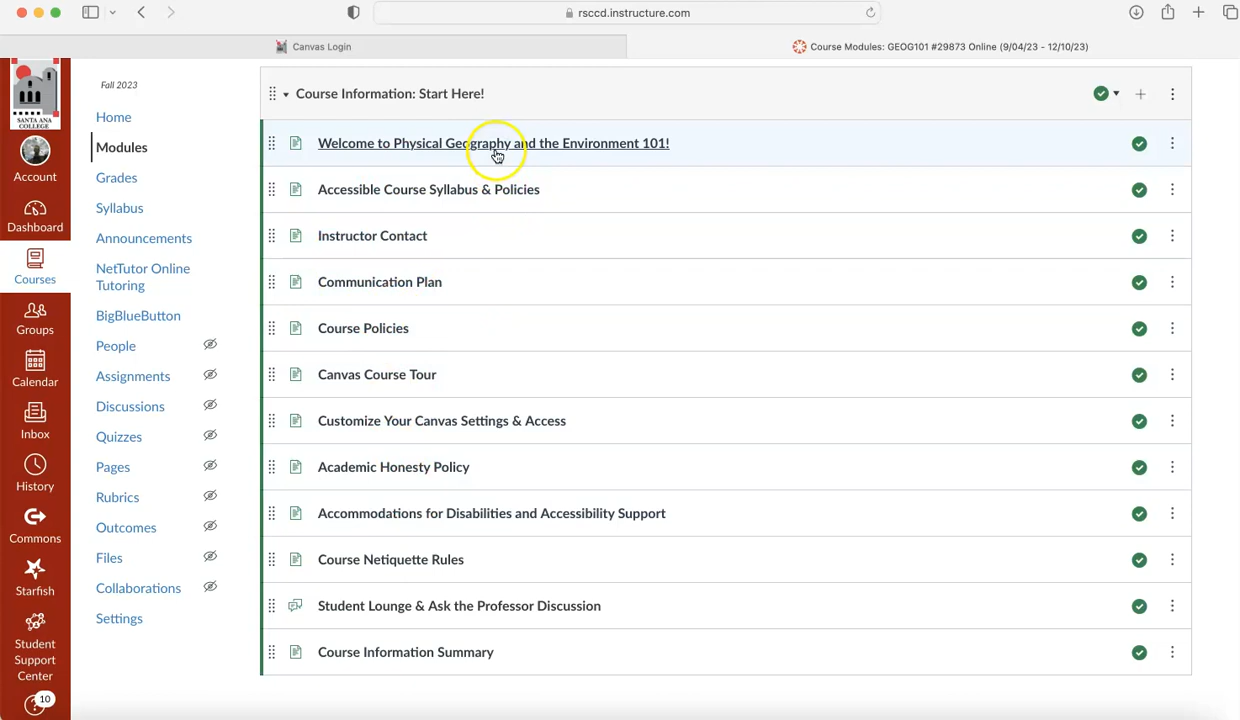 rsccd.instructure.com
Canvas Login
Course Modules: GEOG101 #29873 Online (9/04/23 - 12/10/23)
SANTA ANA
COLLEGE
Account
Dashboard
Courses
Groups
Calendar
Inbox
History
Commons
Starfish
Student
Support
Center
10
Fall 2023
Home
Modules
Grades
Syllabus
Announcements
NetTutor Online
Tutoring
BigBlueButton
People
Assignments
Discussions
Quizzes
Pages
Rubrics
Outcomes
Files
Collaborations
Settings
Course Information: Start Here!
Welcome to Physical Geography and the Environment 101!
Accessible Course Syllabus & Policies
Instructor Contact
Communication Plan
Course Policies
Canvas Course Tour
Customize Your Canvas Settings & Access
Academic Honesty Policy
Accommodations for Disabilities and Accessibility Support
Course Netiquette Rules
Student Lounge & Ask the Professor Discussion
Course Information Summary